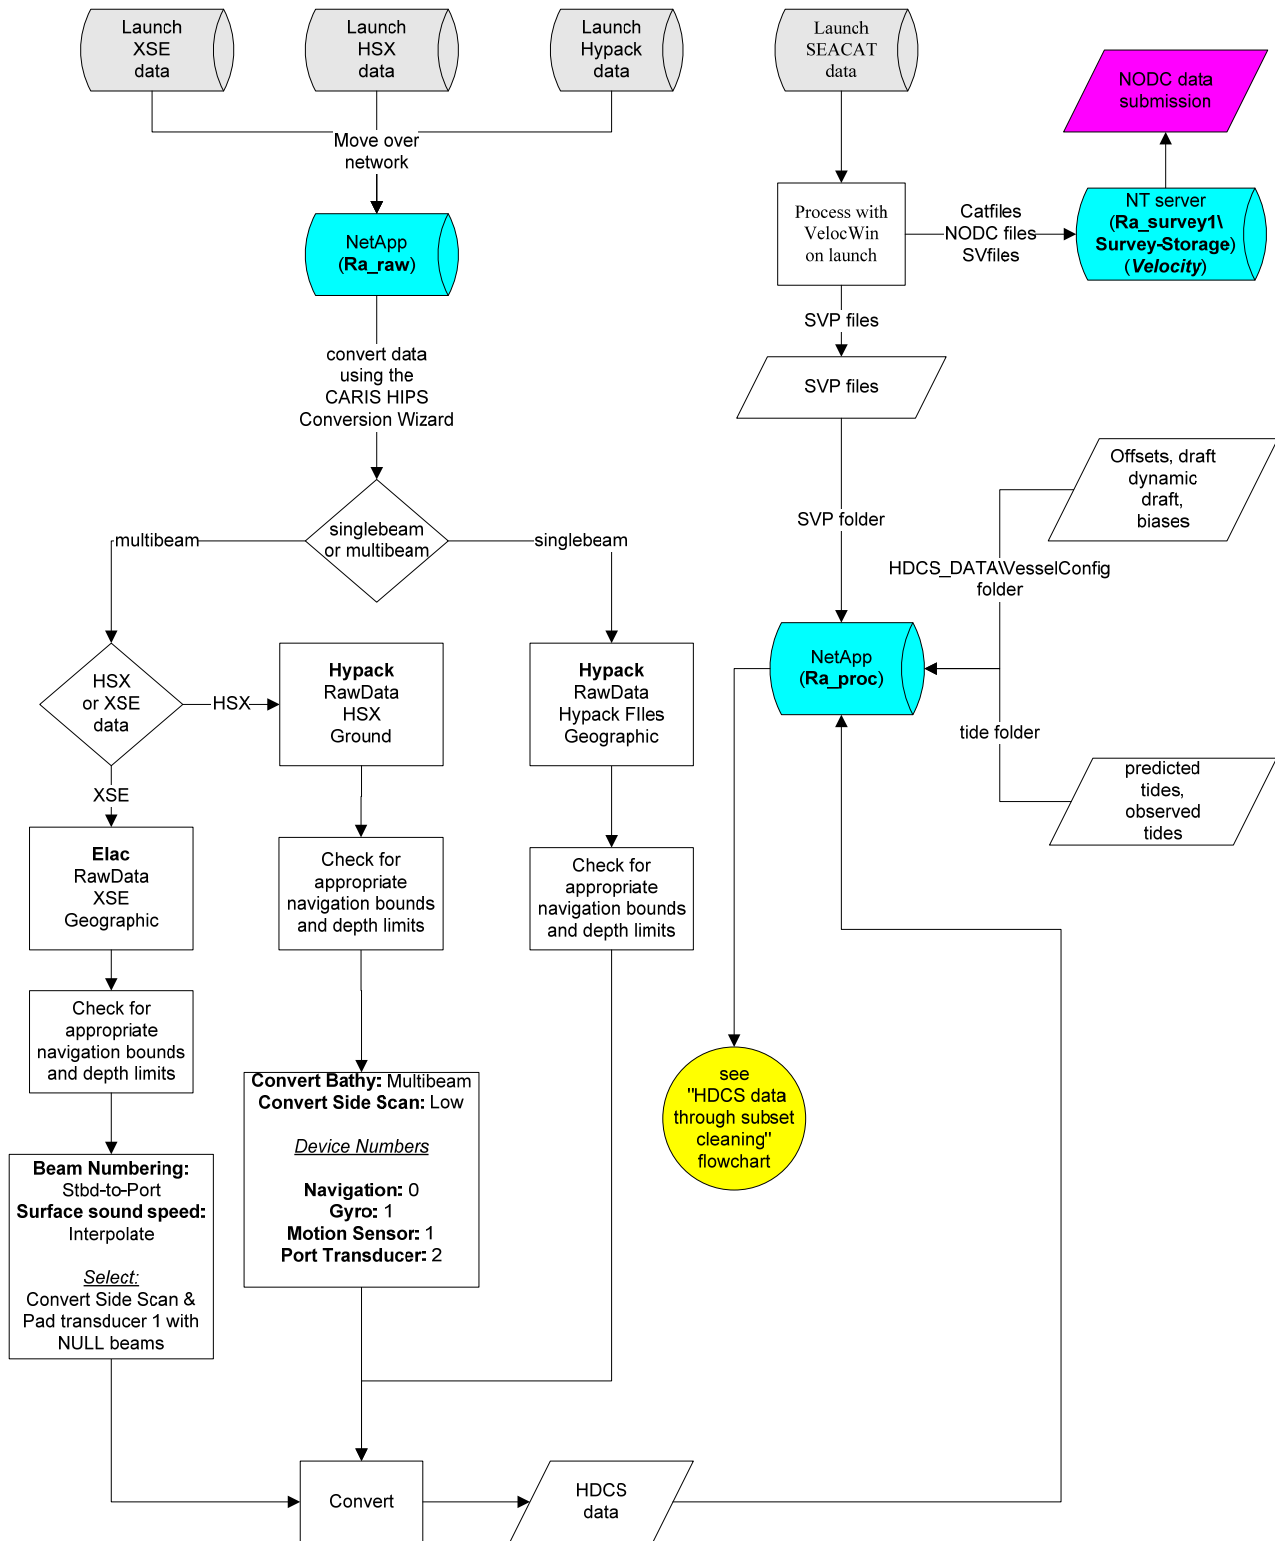 Launch
XSE
data
Launch
HSX
data
Launch
Hypack
data
Launch
SEACAT
data
NODC data
submission
Move over
network
NetApp
(Ra_raw)
Process with
VelocWin
on launch
Catfiles
NODC files
SVfiles
NT server
(Ra_survey1\
Survey-Storage)
(Velocity)
SVP files
SVP files
convert data
using the
CARIS HIPS
Conversion Wizard
Offsets, draft
dynamic
draft,
biases
SVP folder
singlebeam
or multibeam
multibeam
singlebeam
HDCS_DATA\VesselConfig
folder
HSX
or XSE
data
HSX
Hypack
RawData
HSX
Ground
Hypack
RawData
Hypack FIles
Geographic
NetApp
(Ra_proc)
tide folder
predicted
tides,
observed
tides
XSE
Elac
RawData
XSE
Geographic
Check for
appropriate
navigation bounds
and depth limits
Check for
appropriate
navigation bounds
and depth limits
Check for
appropriate
navigation bounds
and depth limits
Convert Bathy: Multibeam
Convert Side Scan: Low
Device Numbers
Navigation: 0
Gyro: 1
Motion Sensor: 1
Port Transducer: 2
see
"HDCS data
through subset
cleaning"
flowchart
Beam Numbering:
Stbd-to-Port
Surface sound speed:
Interpolate
Select:
Convert Side Scan &
Pad transducer 1 with
NULL beams
Convert
HDCS
data